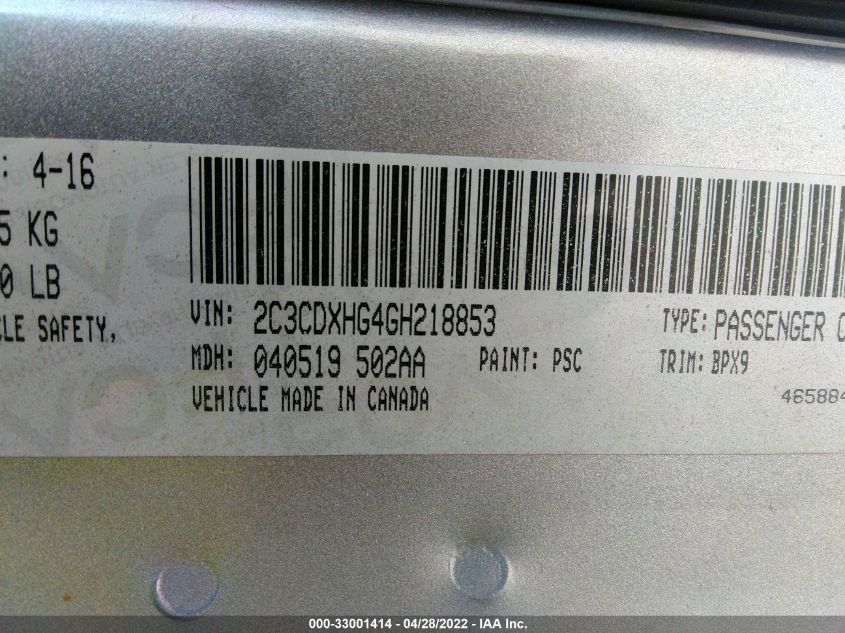 : 4-16
5 KG
0 LB
CLE SAFETY,
VIN: 2C3CDXHG4GH218853 TYPE: PASSENGER C
MDH: 040519 502AA PAINT: PSC TRIM: BPX9
VEHICLE MADE IN CANADA 465884
000-33001414 - 04/28/2022 - IAA Inc.